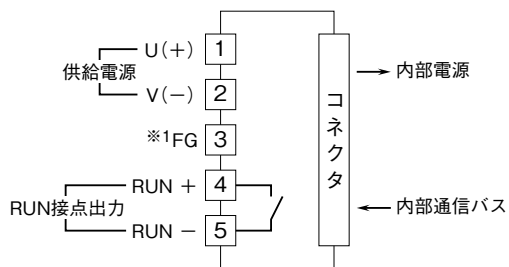 U(+) 1
供給電源
V(－) 2
※1FG 3
RUN + 4
RUN接点出力
RUN － 5
コネクタ
内部電源
内部通信バス